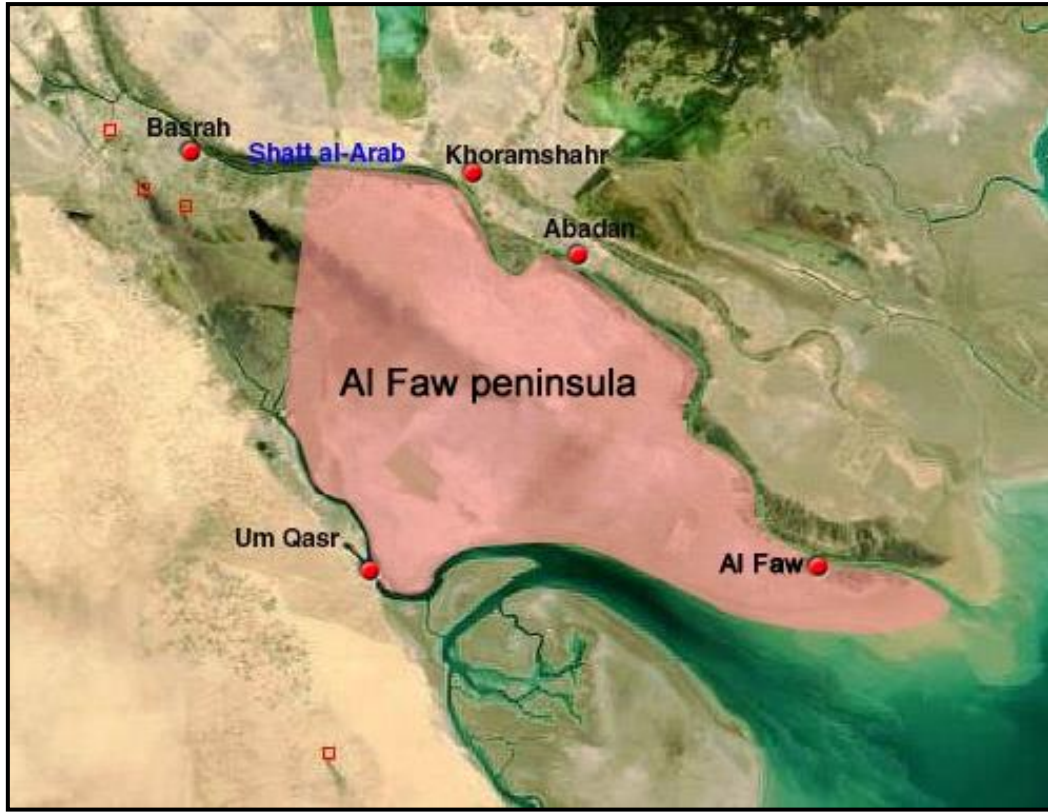 Basrah
Shatt al-Arab
Khoramshahr
Abadan
Al Faw peninsula
Um Qasr
Al Faw